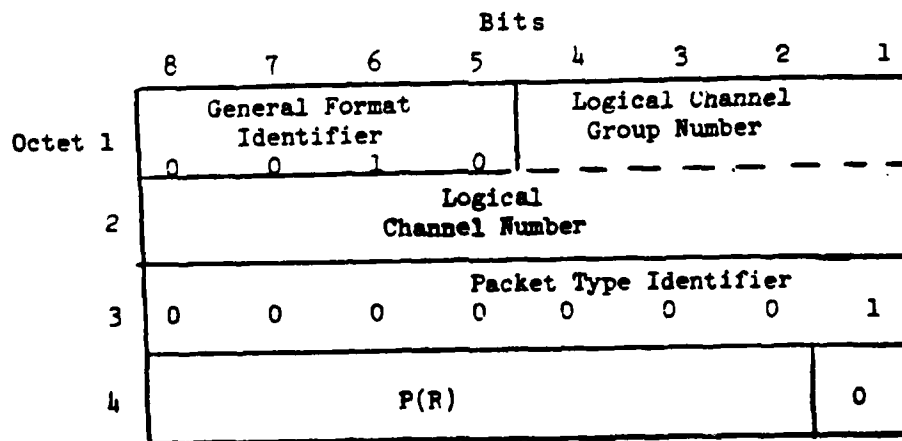 Bits
8 7 6 5 4 3 2 1
General Format Logical Channel
Octet 1 Identifier Group Number
0 0 1 0
Logical
2 Channel Number
Packet Type Identifier
3 0 0 0 0 0 0 0 1
4 P(R) 0